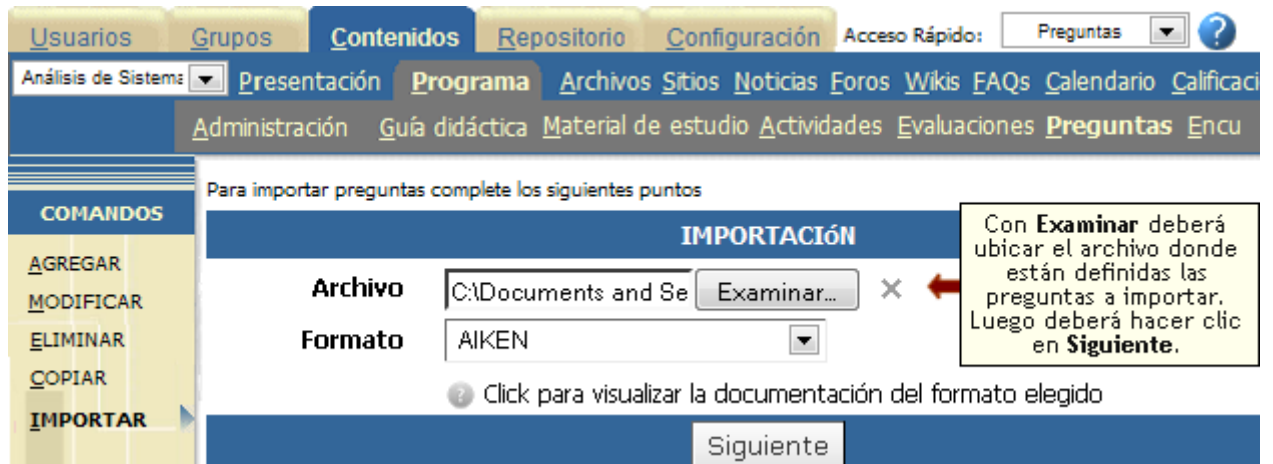 Usuarios Grupos Contenidos Repositorio Configuración Acceso Rápido: Preguntas ?
Análisis de Sistema Presentación Programa Archivos Sitios Noticias Foros Wikis FAQs Calendario Calificaci
Administración Guía didáctica Material de estudio Actividades Evaluaciones Preguntas Encu
COMANDOS
AGREGAR
MODIFICAR
ELIMINAR
COPIAR
IMPORTAR
Para importar preguntas complete los siguientes puntos
IMPORTACIóN
Archivo C:\Documents and Se Examinar...
Formato AIKEN
? Click para visualizar la documentación del formato elegido
Siguiente
Con Examinar deberá
ubicar el archivo donde
están definidas las
preguntas a importar.
Luego deberá hacer clic
en Siguiente.